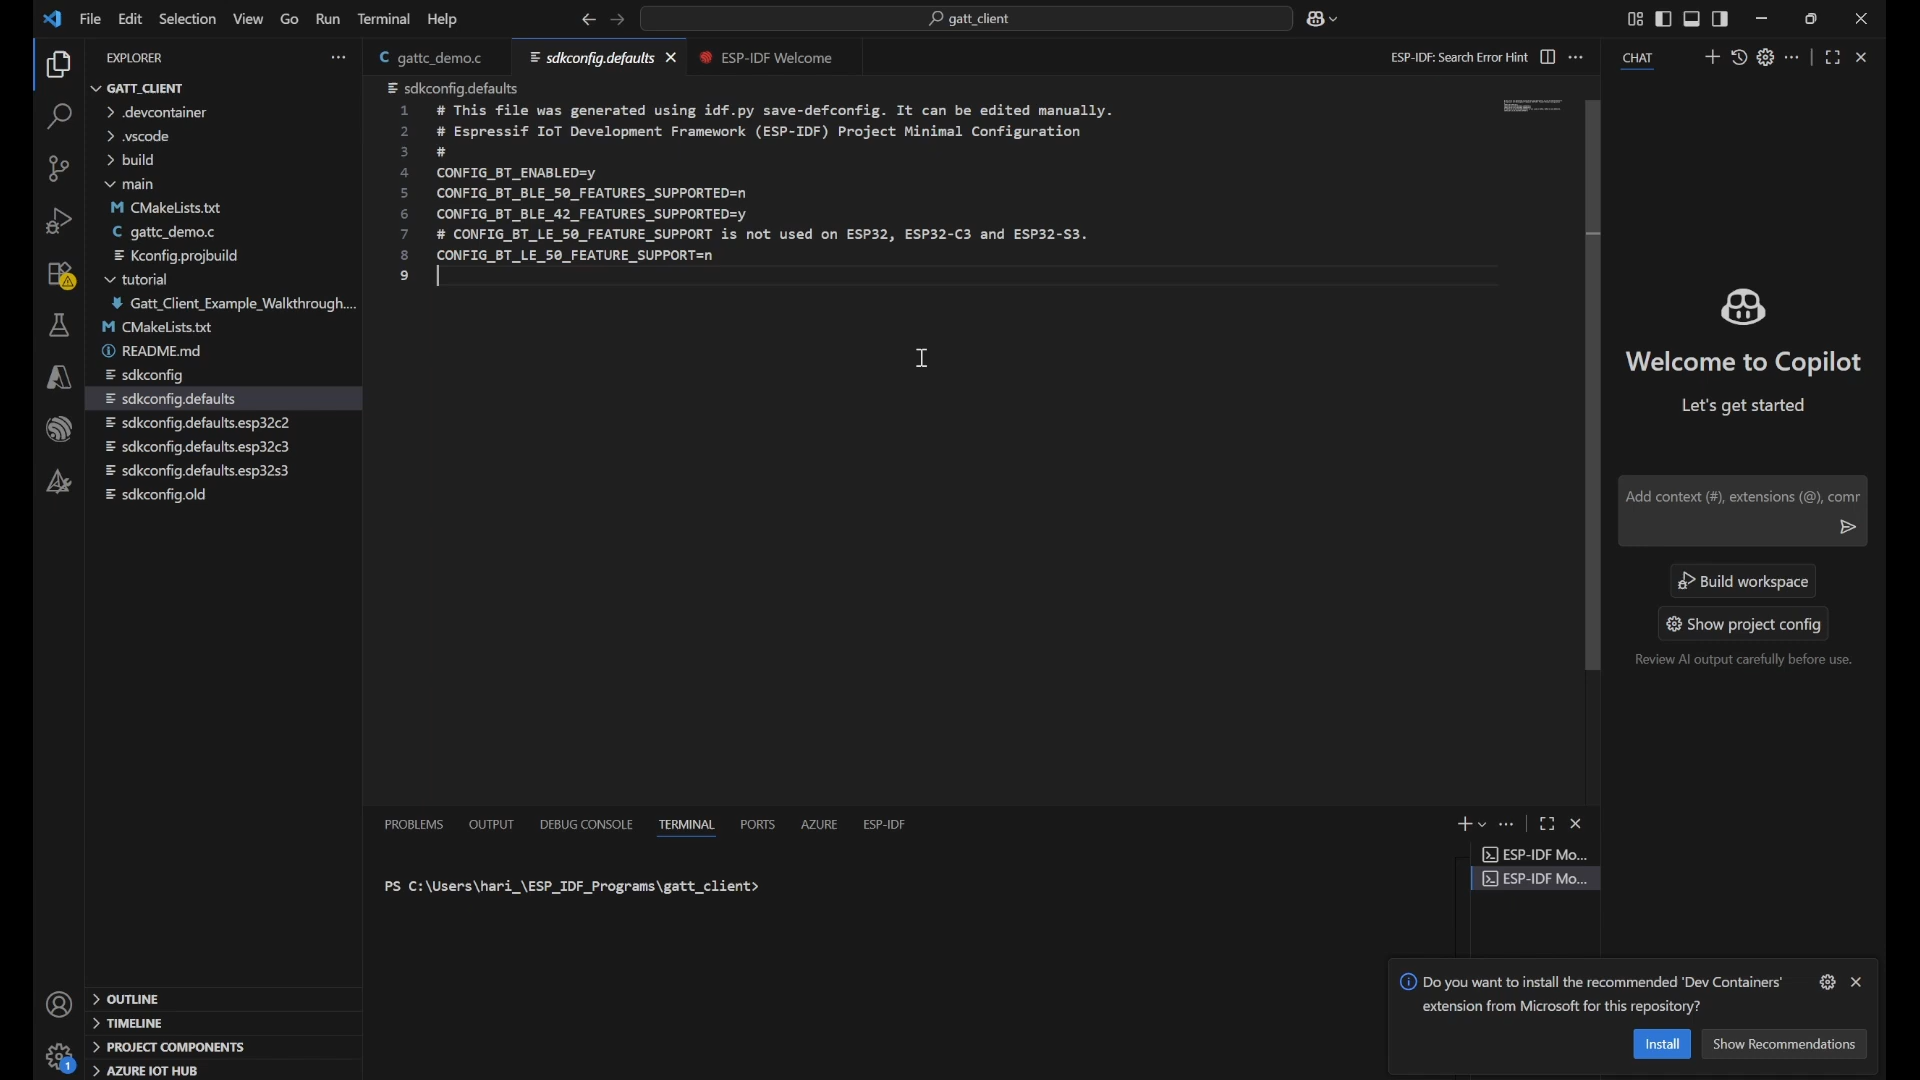 File Edit Selection View Go Run Terminal Help
gatt_client
EXPLORER
GATT_CLIENT
.devcontainer
.vscode
build
main
CMakeLists.txt
gattc_demo.c
Kconfig.projbuild
tutorial
Gatt_Client_Example_Walkthrough....
CMakeLists.txt
README.md
sdkconfig
sdkconfig.defaults
sdkconfig.defaults.esp32c2
sdkconfig.defaults.esp32c3
sdkconfig.defaults.esp32s3
sdkconfig.old
OUTLINE
TIMELINE
PROJECT COMPONENTS
AZURE IOT HUB
1
gattc_demo.c sdkconfig.defaults ESP-IDF Welcome
ESP-IDF: Search Error Hint
sdkconfig.defaults
1 # This file was generated using idf.py save-defconfig. It can be edited manually.
2 # Espressif IoT Development Framework (ESP-IDF) Project Minimal Configuration
3 #
4 CONFIG_BT_ENABLED=y
5 CONFIG_BT_BLE_50_FEATURES_SUPPORTED=n
6 CONFIG_BT_BLE_42_FEATURES_SUPPORTED=y
7 # CONFIG_BT_LE_50_FEATURE_SUPPORT is not used on ESP32, ESP32-C3 and ESP32-S3.
8 CONFIG_BT_LE_50_FEATURE_SUPPORT=n
9
PROBLEMS OUTPUT DEBUG CONSOLE TERMINAL PORTS AZURE ESP-IDF
PS C:\Users\hari_\ESP_IDF_Programs\gatt_client>
ESP-IDF Mo...
ESP-IDF Mo...
CHAT
Welcome to Copilot
Let's get started
Add context (#), extensions (@), comr
Build workspace
Show project config
Review AI output carefully before use.
Do you want to install the recommended 'Dev Containers'
extension from Microsoft for this repository?
Install
Show Recommendations